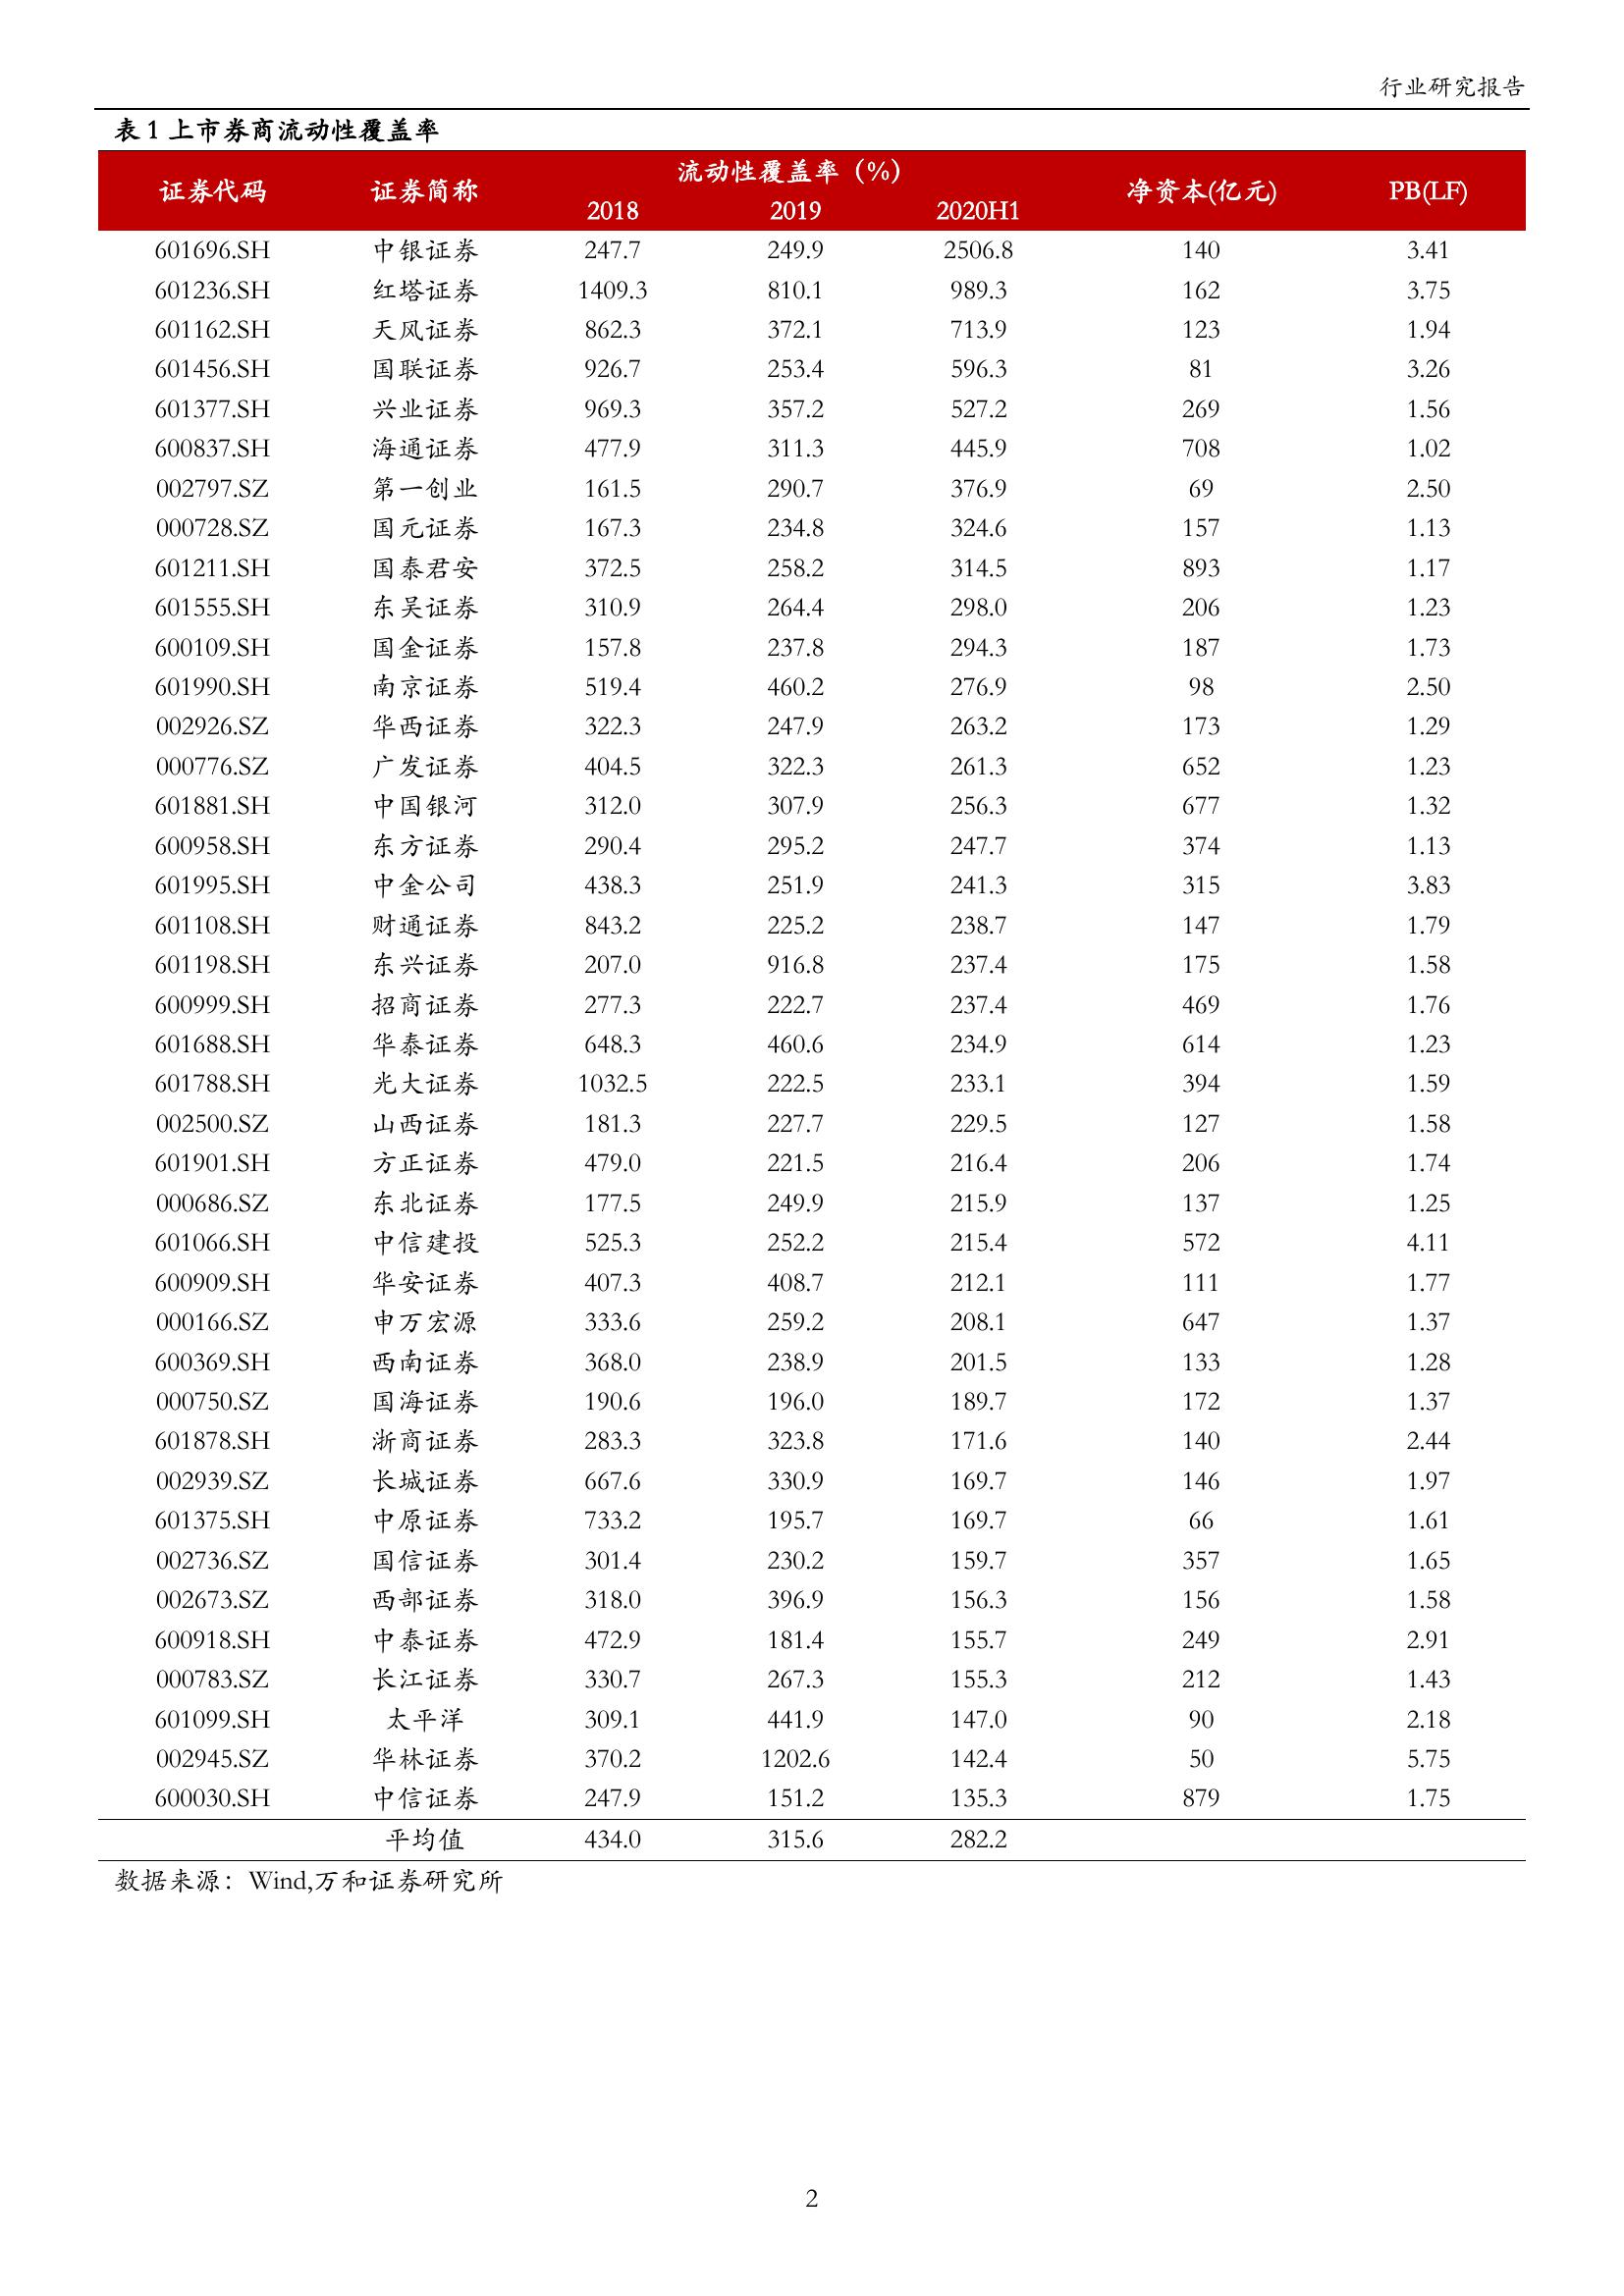 行业研究报告
表 1 上市券商流动性覆盖率
证券代码 证券简称 流动性覆盖率（%） 净资本(亿元) PB(LF)
2018 2019 2020H1
601696.SH 中银证券 247.7 249.9 2506.8 140 3.41
601236.SH 红塔证券 1409.3 810.1 989.3 162 3.75
601162.SH 天风证券 862.3 372.1 713.9 123 1.94
601456.SH 国联证券 926.7 253.4 596.3 81 3.26
601377.SH 兴业证券 969.3 357.2 527.2 269 1.56
600837.SH 海通证券 477.9 311.3 445.9 708 1.02
002797.SZ 第一创业 161.5 290.7 376.9 69 2.50
000728.SZ 国元证券 167.3 234.8 324.6 157 1.13
601211.SH 国泰君安 372.5 258.2 314.5 893 1.17
601555.SH 东吴证券 310.9 264.4 298.0 206 1.23
600109.SH 国金证券 157.8 237.8 294.3 187 1.73
601990.SH 南京证券 519.4 460.2 276.9 98 2.50
002926.SZ 华西证券 322.3 247.9 263.2 173 1.29
000776.SZ 广发证券 404.5 322.3 261.3 652 1.23
601881.SH 中国银河 312.0 307.9 256.3 677 1.32
600958.SH 东方证券 290.4 295.2 247.7 374 1.13
601995.SH 中金公司 438.3 251.9 241.3 315 3.83
601108.SH 财通证券 843.2 225.2 238.7 147 1.79
601198.SH 东兴证券 207.0 916.8 237.4 175 1.58
600999.SH 招商证券 277.3 222.7 237.4 469 1.76
601688.SH 华泰证券 648.3 460.6 234.9 614 1.23
601788.SH 光大证券 1032.5 222.5 233.1 394 1.59
002500.SZ 山西证券 181.3 227.7 229.5 127 1.58
601901.SH 方正证券 479.0 221.5 216.4 206 1.74
000686.SZ 东北证券 177.5 249.9 215.9 137 1.25
601066.SH 中信建投 525.3 252.2 215.4 572 4.11
600909.SH 华安证券 407.3 408.7 212.1 111 1.77
000166.SZ 申万宏源 333.6 259.2 208.1 647 1.37
600369.SH 西南证券 368.0 238.9 201.5 133 1.28
000750.SZ 国海证券 190.6 196.0 189.7 172 1.37
601878.SH 浙商证券 283.3 323.8 171.6 140 2.44
002939.SZ 长城证券 667.6 330.9 169.7 146 1.97
601375.SH 中原证券 733.2 195.7 169.7 66 1.61
002736.SZ 国信证券 301.4 230.2 159.7 357 1.65
002673.SZ 西部证券 318.0 396.9 156.3 156 1.58
600918.SH 中泰证券 472.9 181.4 155.7 249 2.91
000783.SZ 长江证券 330.7 267.3 155.3 212 1.43
601099.SH 太平洋 309.1 441.9 147.0 90 2.18
002945.SZ 华林证券 370.2 1202.6 142.4 50 5.75
600030.SH 中信证券 247.9 151.2 135.3 879 1.75
平均值 434.0 315.6 282.2
数据来源：Wind,万和证券研究所
2